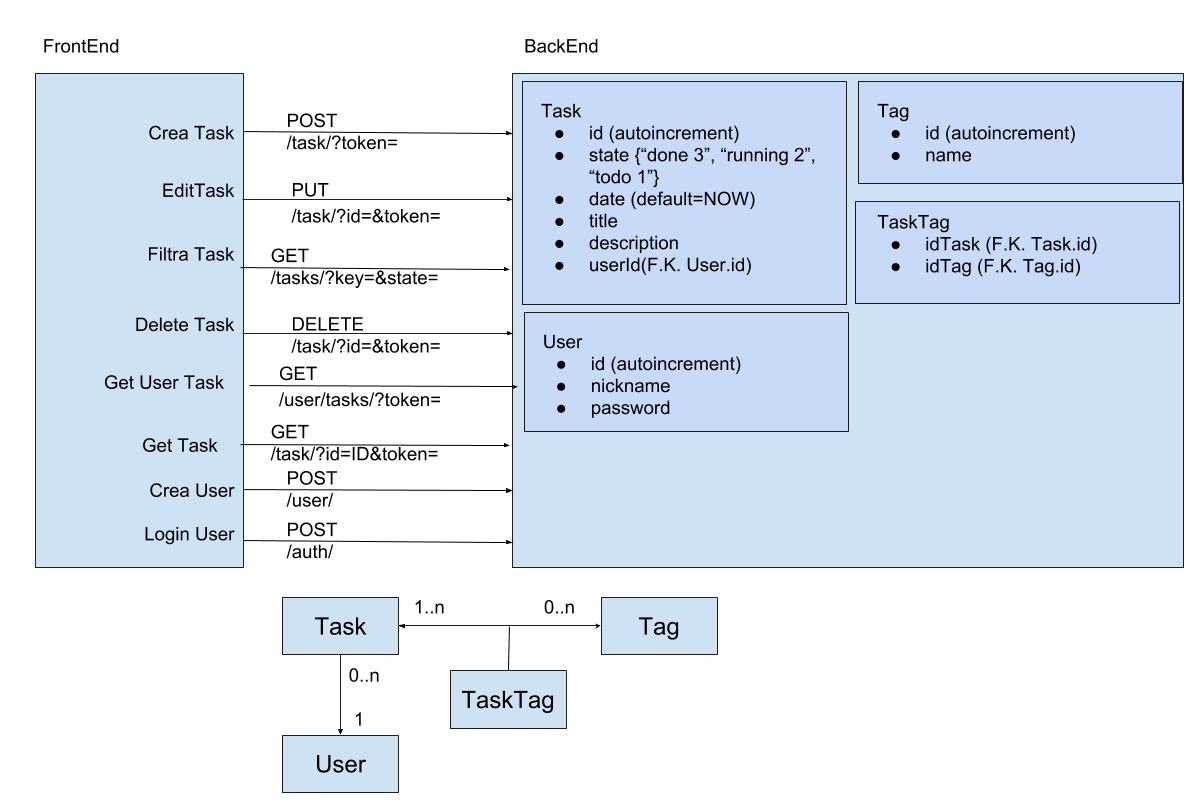 FrontEnd
BackEnd
Crea Task
POST
/task/?token=
EditTask
PUT
/task/?id=&token=
Filtra Task
GET
/tasks/?key=&state=
Delete Task
DELETE
/task/?id=&token=
Get User Task
GET
/user/tasks/?token=
Get Task
GET
/task/?id=ID&token=
Crea User
POST
/user/
Login User
POST
/auth/
Task
● id (autoincrement)
● state {“done 3”, “running 2”,
“todo 1”}
● date (default=NOW)
● title
● description
● userId(F.K. User.id)
User
● id (autoincrement)
● nickname
● password
Tag
● id (autoincrement)
● name
TaskTag
● idTask (F.K. Task.id)
● idTag (F.K. Tag.id)
Task
1..n
0..n
Tag
TaskTag
0..n
1
User